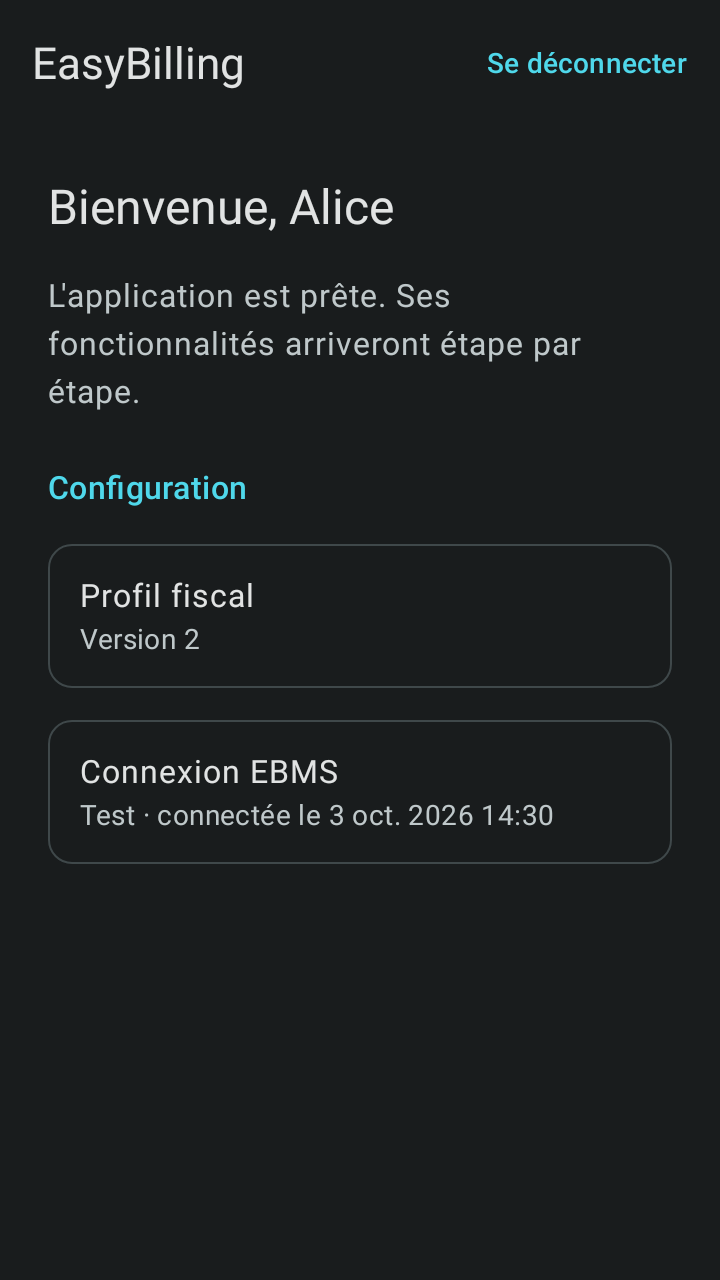 EasyBilling
Se déconnecter
Bienvenue, Alice
L'application est prête. Ses
fonctionnalités arriveront étape par
étape.
Configuration
Profil fiscal
Version 2
Connexion EBMS
Test · connectée le 3 oct. 2026 14:30